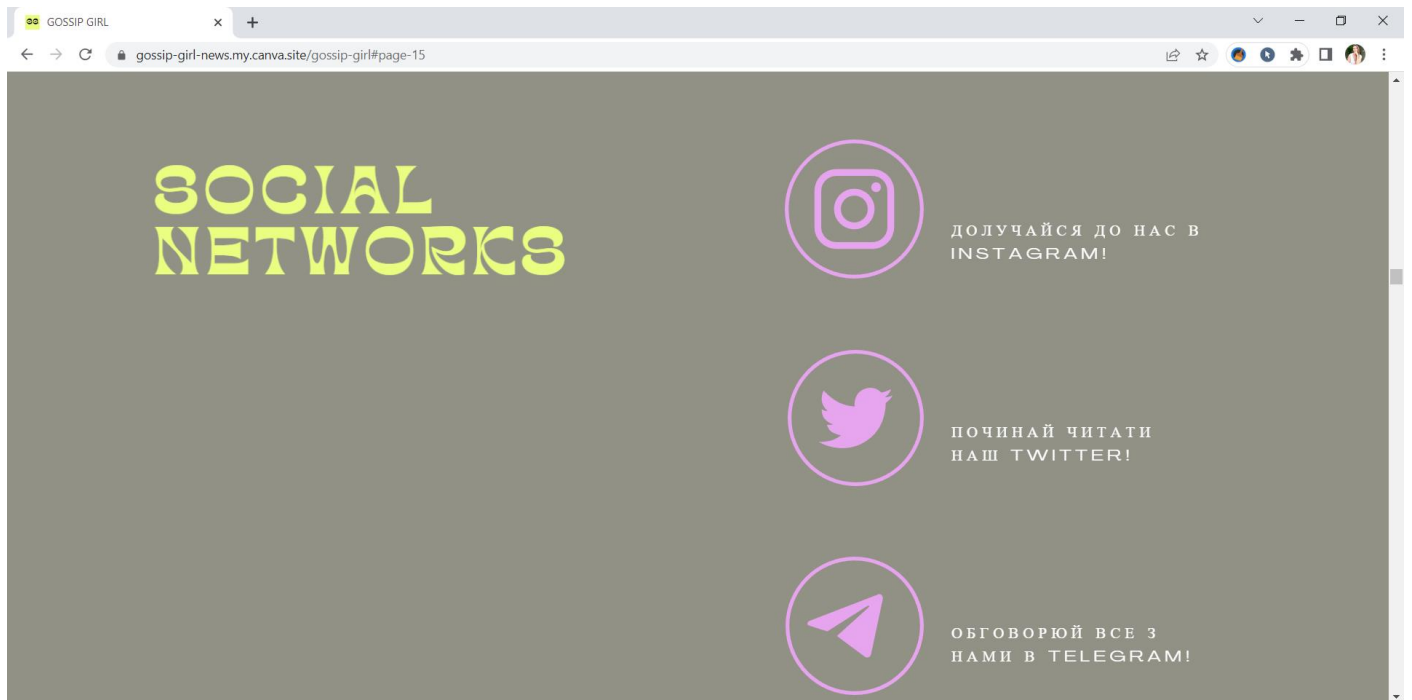 GOSSIP GIRL
gossip-girl-news.my.canva.site/gossip-girl#page-15
SOCIAL
NETWORKS
ДОЛУЧАЙСЯ ДО НАС В
INSTAGRAM!
ПОЧИНАЙ ЧИТАТИ
НАШ TWITTER!
ОБГОВОРЮЙ ВСЕ З
НАМИ В TELEGRAM!